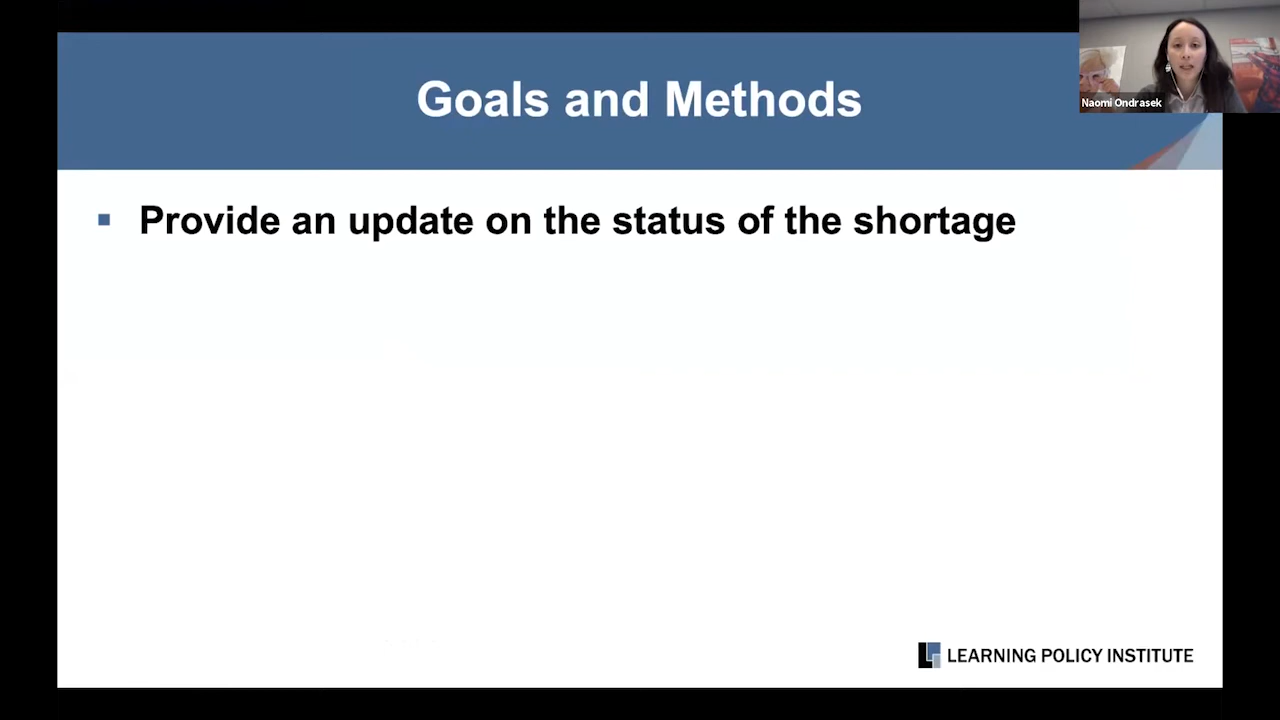 Goals and Methods
Naomi Ondrasek
▪ Provide an update on the status of the shortage
LEARNING POLICY INSTITUTE